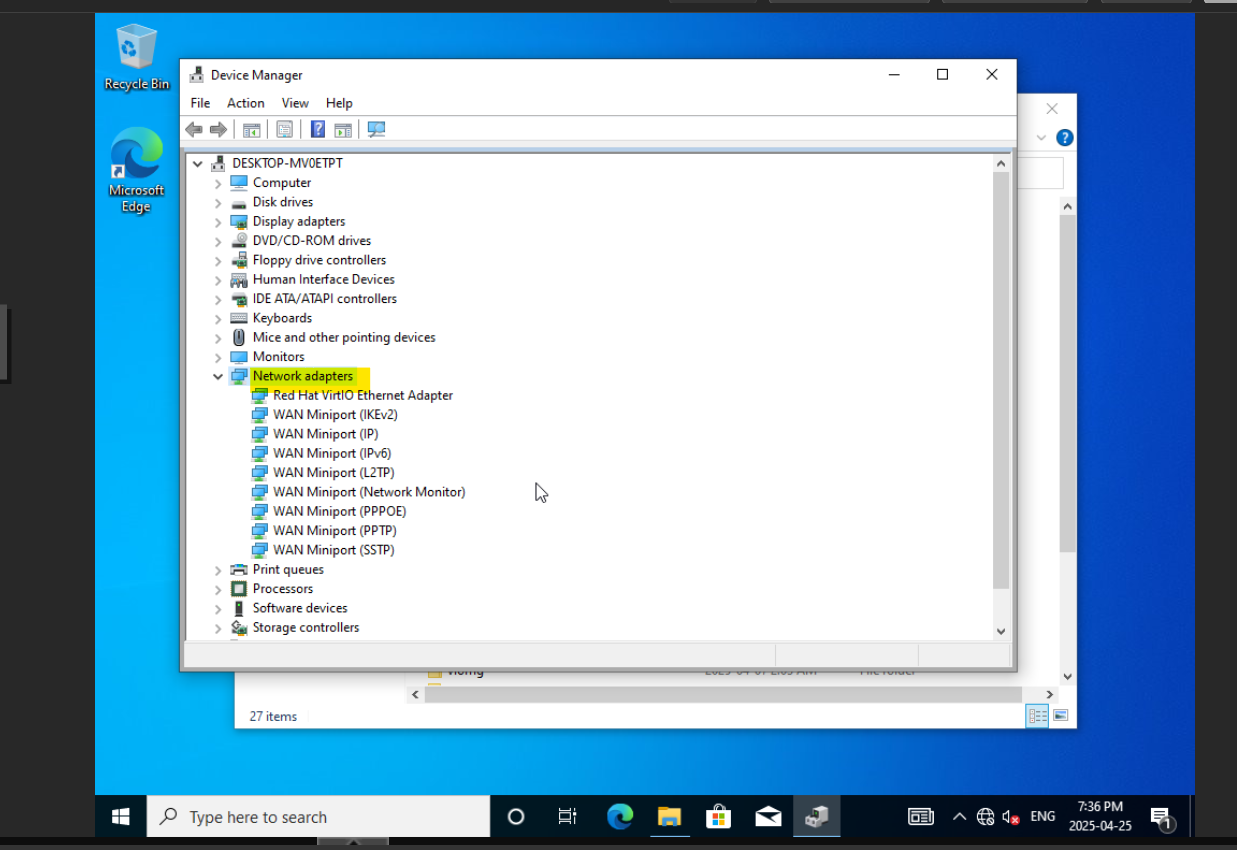 Recycle Bin
Microsoft
Edge
Device Manager
File Action View Help
DESKTOP-MV0ETPT
Computer
Disk drives
Display adapters
DVD/CD-ROM drives
Floppy drive controllers
Human Interface Devices
IDE ATA/ATAPI controllers
Keyboards
Mice and other pointing devices
Monitors
Network adapters
Red Hat VirtIO Ethernet Adapter
WAN Miniport (IKEv2)
WAN Miniport (IP)
WAN Miniport (IPv6)
WAN Miniport (L2TP)
WAN Miniport (Network Monitor)
WAN Miniport (PPPOE)
WAN Miniport (PPTP)
WAN Miniport (SSTP)
Print queues
Processors
Software devices
Storage controllers
27 items
Type here to search
ENG
7:36 PM
2025-04-25
1